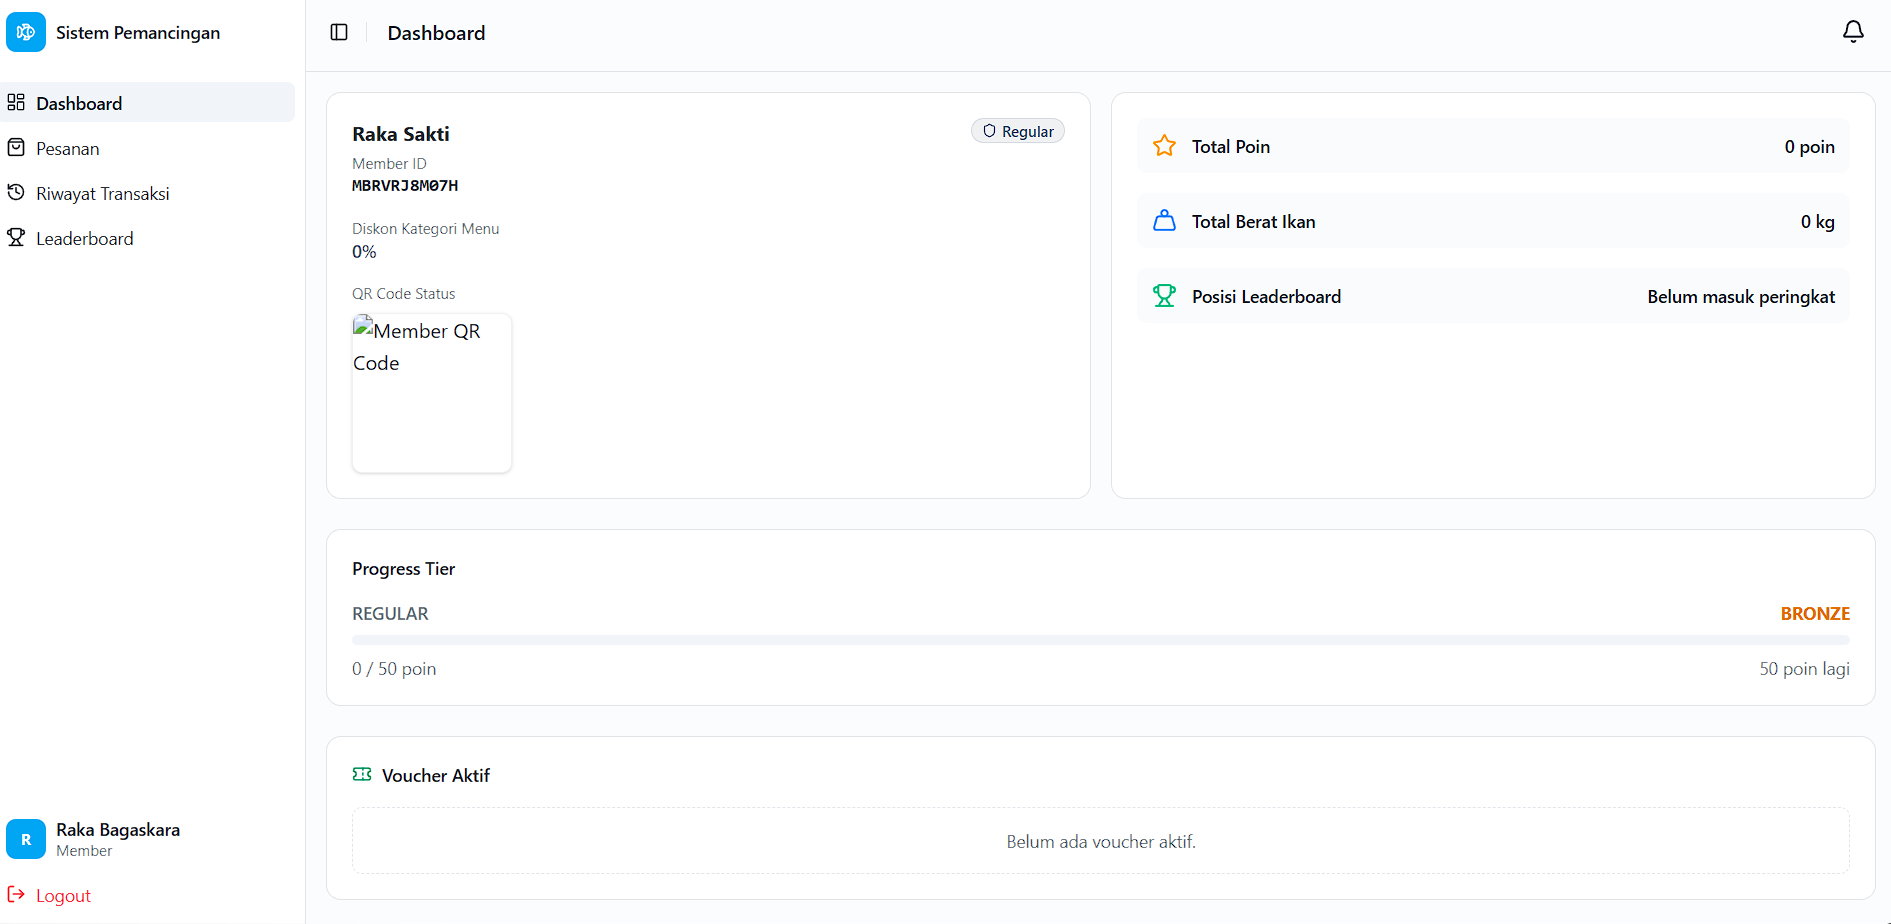 Sistem Pemancingan
Dashboard
Pesanan
Riwayat Transaksi
Leaderboard
Raka Bagaskara
R
Member
Logout
Dashboard
Raka Sakti
Regular
Member ID
MBRVRJ8M07H
Diskon Kategori Menu
0%
QR Code Status
Member QR
Code
Total Poin 0 poin
Total Berat Ikan 0 kg
Posisi Leaderboard Belum masuk peringkat
Progress Tier
REGULAR BRONZE
0 / 50 poin 50 poin lagi
Voucher Aktif
Belum ada voucher aktif.